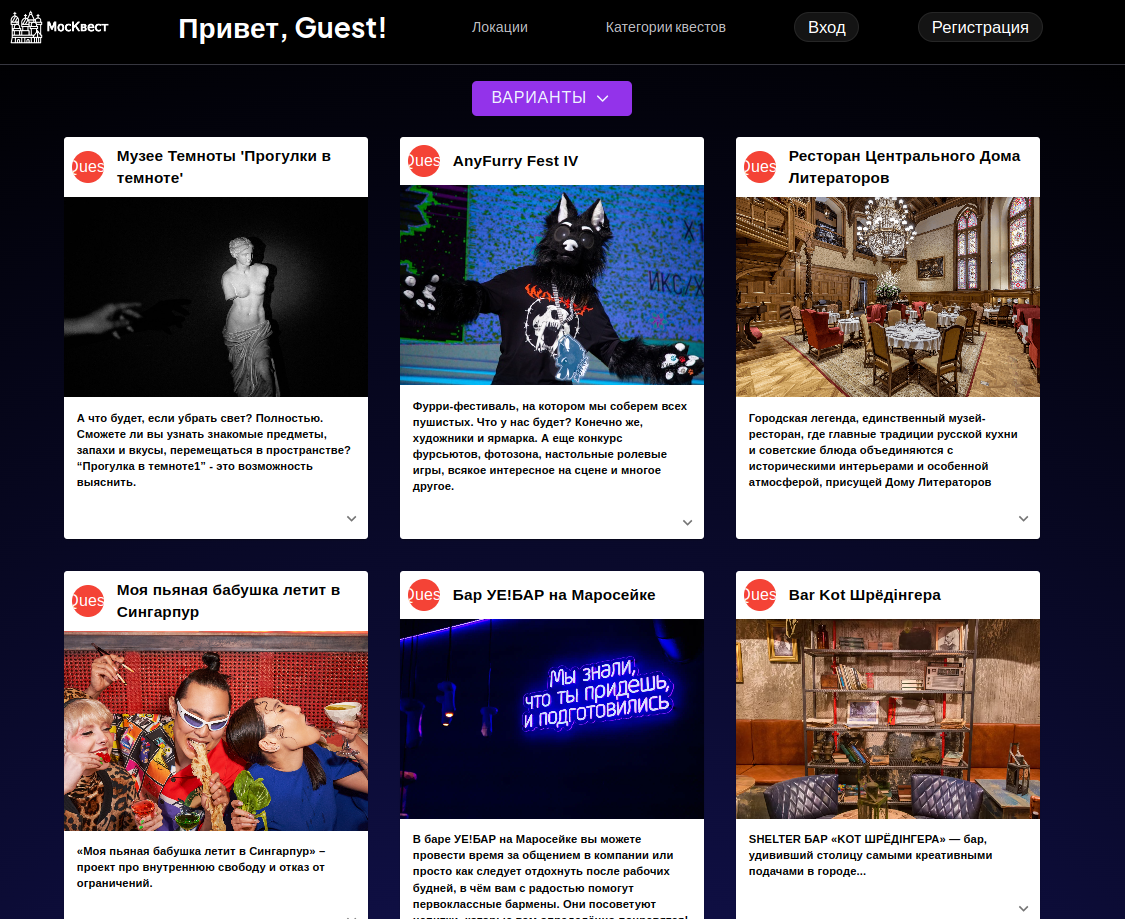 МосКвест
Привет, Guest!
Локации
Категории квестов
Вход
Регистрация
ВАРИАНТЫ
Ques
Музее Темноты 'Прогулки в
темноте'
А что будет, если убрать свет? Полностью.
Сможете ли вы узнать знакомые предметы,
запахи и вкусы, перемещаться в пространстве?
“Прогулка в темноте1” - это возможность
выяснить.
Ques
AnyFurry Fest IV
ИКС/
Фурри-фестиваль, на котором мы соберем всех
пушистых. Что у нас будет? Конечно же,
художники и ярмарка. А еще конкурс
фурсьютов, фотозона, настольные ролевые
игры, всякое интересное на сцене и многое
другое.
Ques
Ресторан Центрального Дома
Литераторов
Городская легенда, единственный музей-
ресторан, где главные традиции русской кухни
и советские блюда объединяются с
историческими интерьерами и особенной
атмосферой, присущей Дому Литераторов
Ques
Моя пьяная бабушка летит в
Сингарпур
«Моя пьяная бабушка летит в Сингарпур» –
проект про внутреннюю свободу и отказ от
ограничений.
Ques
Бар УЕ!БАР на Маросейке
Мы знали,
что ты придешь,
и подготовились
В баре УЕ!БАР на Маросейке вы можете
провести время за общением в компании или
просто как следует отдохнуть после рабочих
будней, в чём вам с радостью помогут
первоклассные бармены. Они посоветуют
Ques
Bar Kot Шрёдiнгера
SHELTER БАР «КОТ ШРЁДIНГЕРА» — бар,
удививший столицу самыми креативными
подачами в городе...